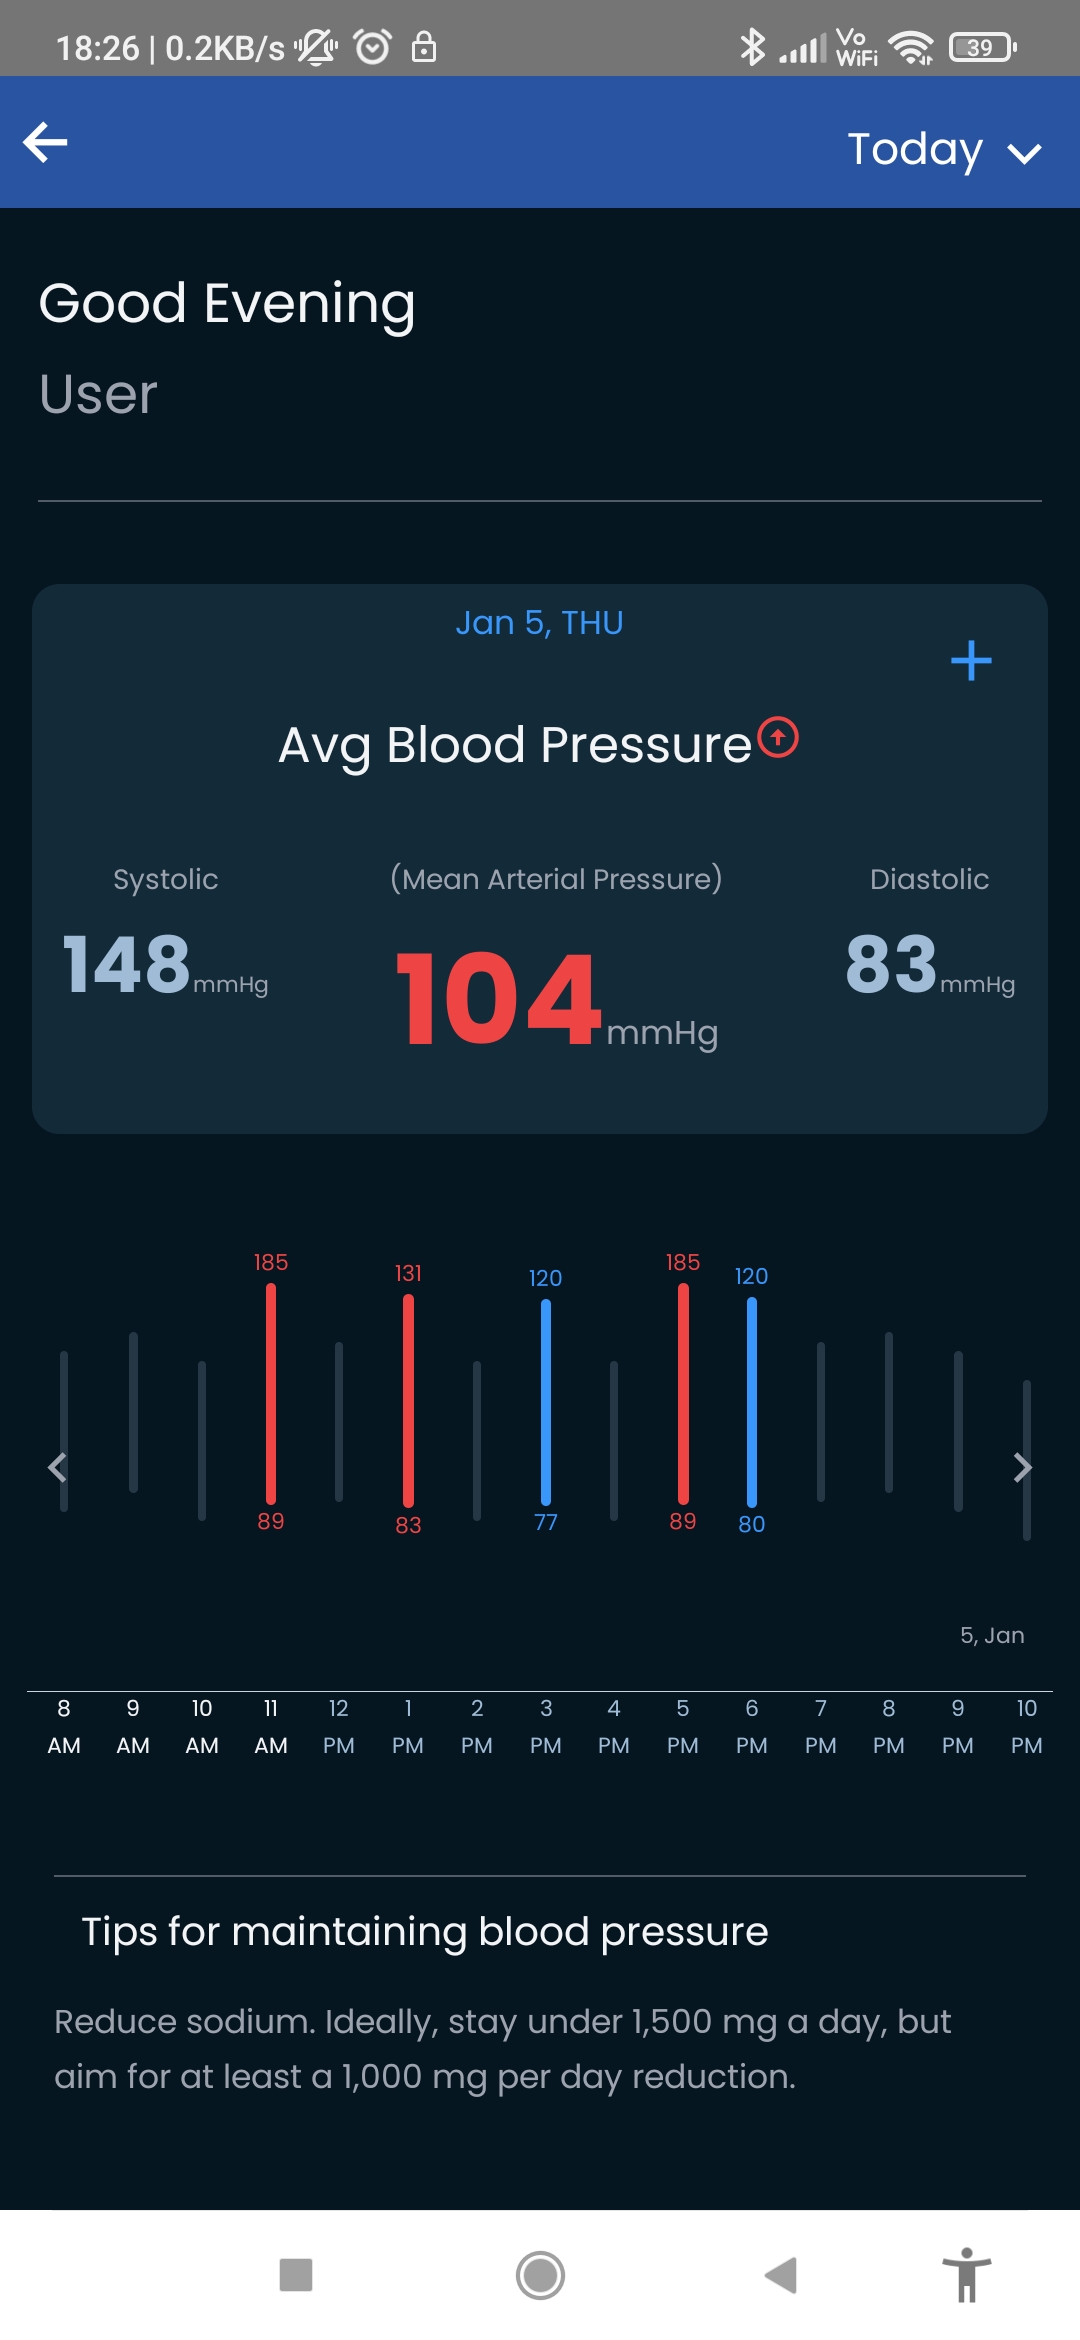 18:26 | 0.2KB/s Vo WiFi 39
Today
Good Evening
User
Jan 5, THU
Avg Blood Pressure
Systolic (Mean Arterial Pressure) Diastolic
148 mmHg 104 mmHg 83 mmHg
185 131 120 185 120
89 83 77 89 80
5, Jan
8 9 10 11 12 1 2 3 4 5 6 7 8 9 10
AM AM AM AM PM PM PM PM PM PM PM PM PM PM PM
Tips for maintaining blood pressure
Reduce sodium. Ideally, stay under 1,500 mg a day, but
aim for at least a 1,000 mg per day reduction.